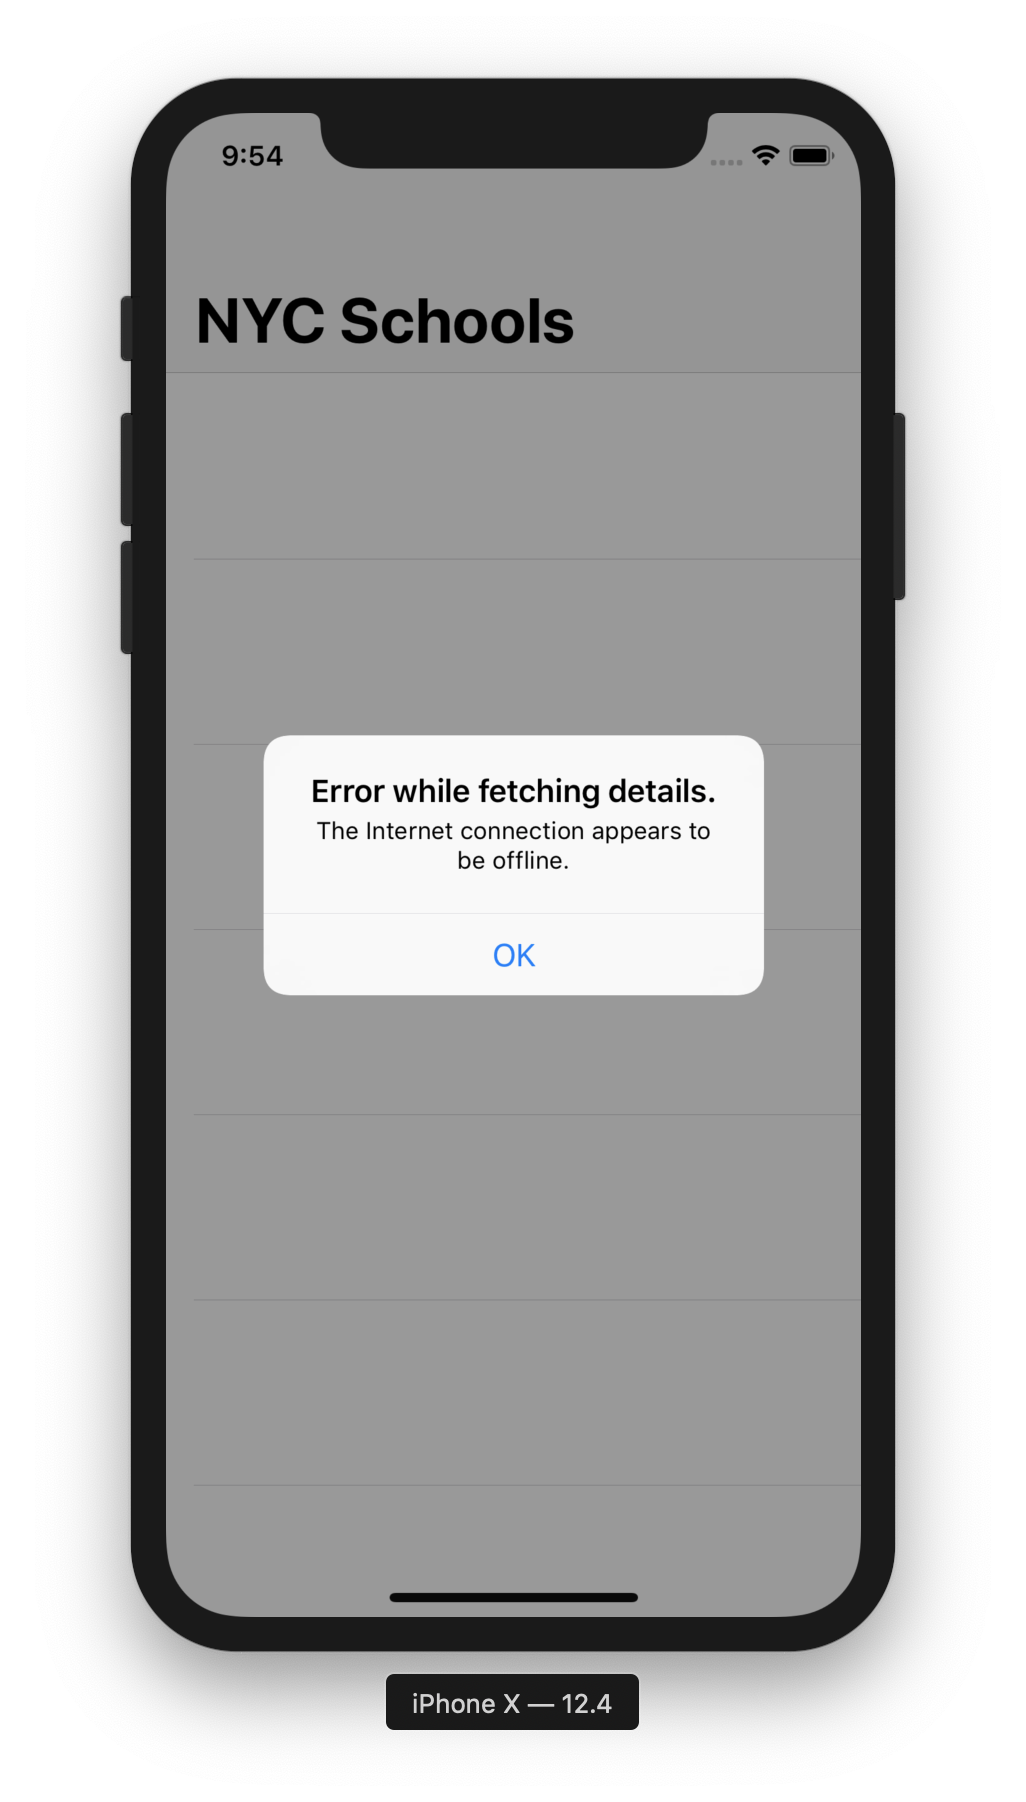 9:54
NYC Schools
Error while fetching details.
The Internet connection appears to
be offline.
OK
iPhone X — 12.4